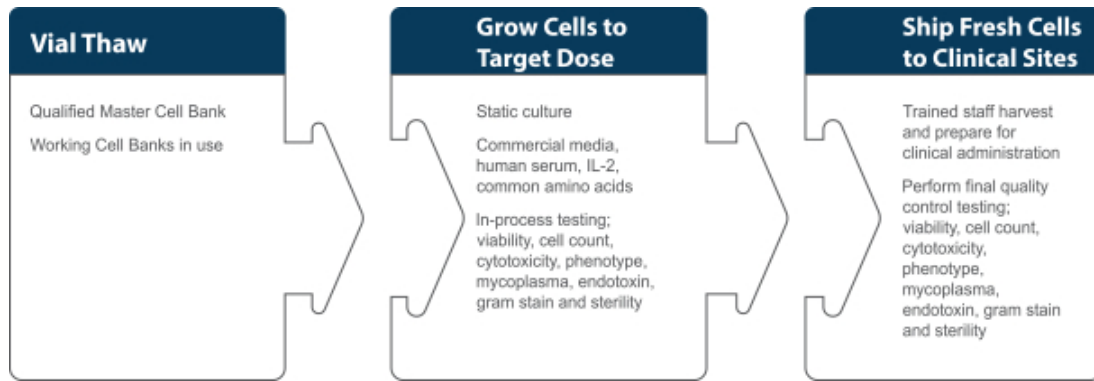 Vial Thaw
Qualified Master Cell Bank
Working Cell Banks in use
Grow Cells to
Target Dose
Static culture
Commercial media,
human serum, IL-2,
common amino acids
In-process testing;
viability, cell count,
cytotoxicity, phenotype,
mycoplasma, endotoxin,
gram stain and sterility
Ship Fresh Cells
to Clinical Sites
Trained staff harvest
and prepare for
clinical administration
Perform final quality
control testing;
viability, cell count,
cytotoxicity,
phenotype,
mycoplasma,
endotoxin, gram stain
and sterility